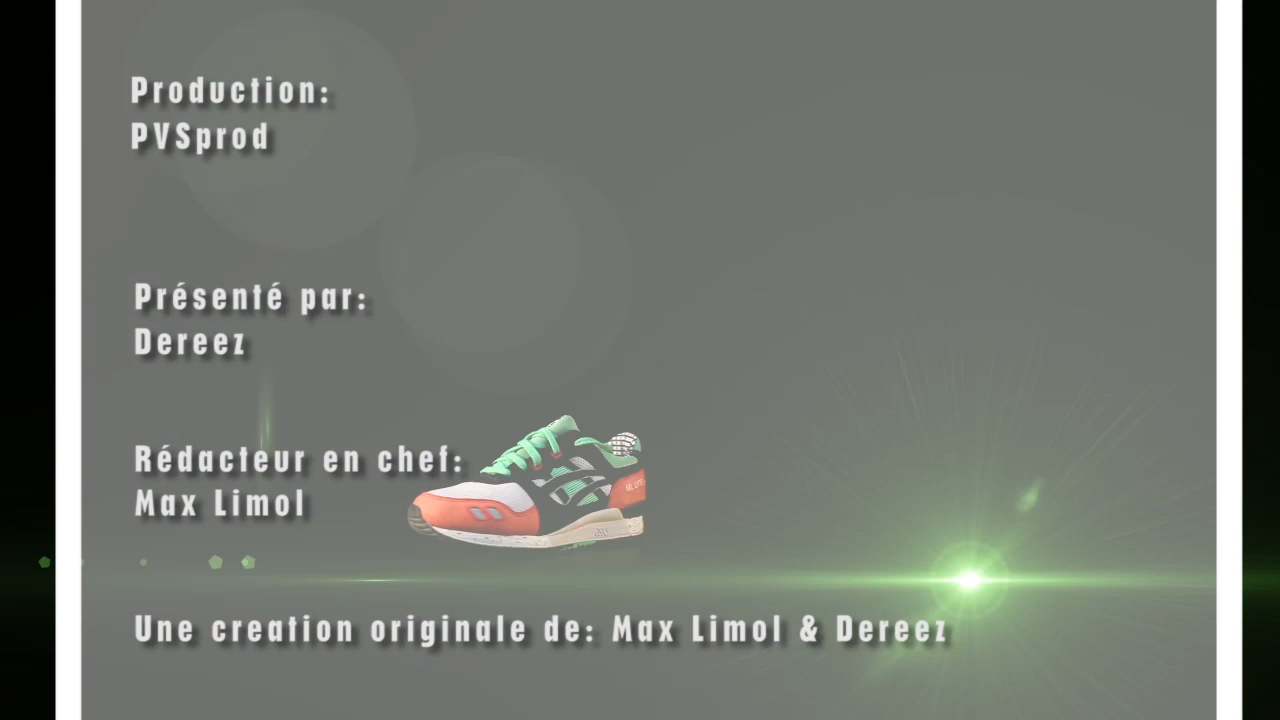 Production:
PVSprod
Présenté par:
Dereez
Rédacteur en chef:
Max Limol
Une creation originale de: Max Limol & Dereez